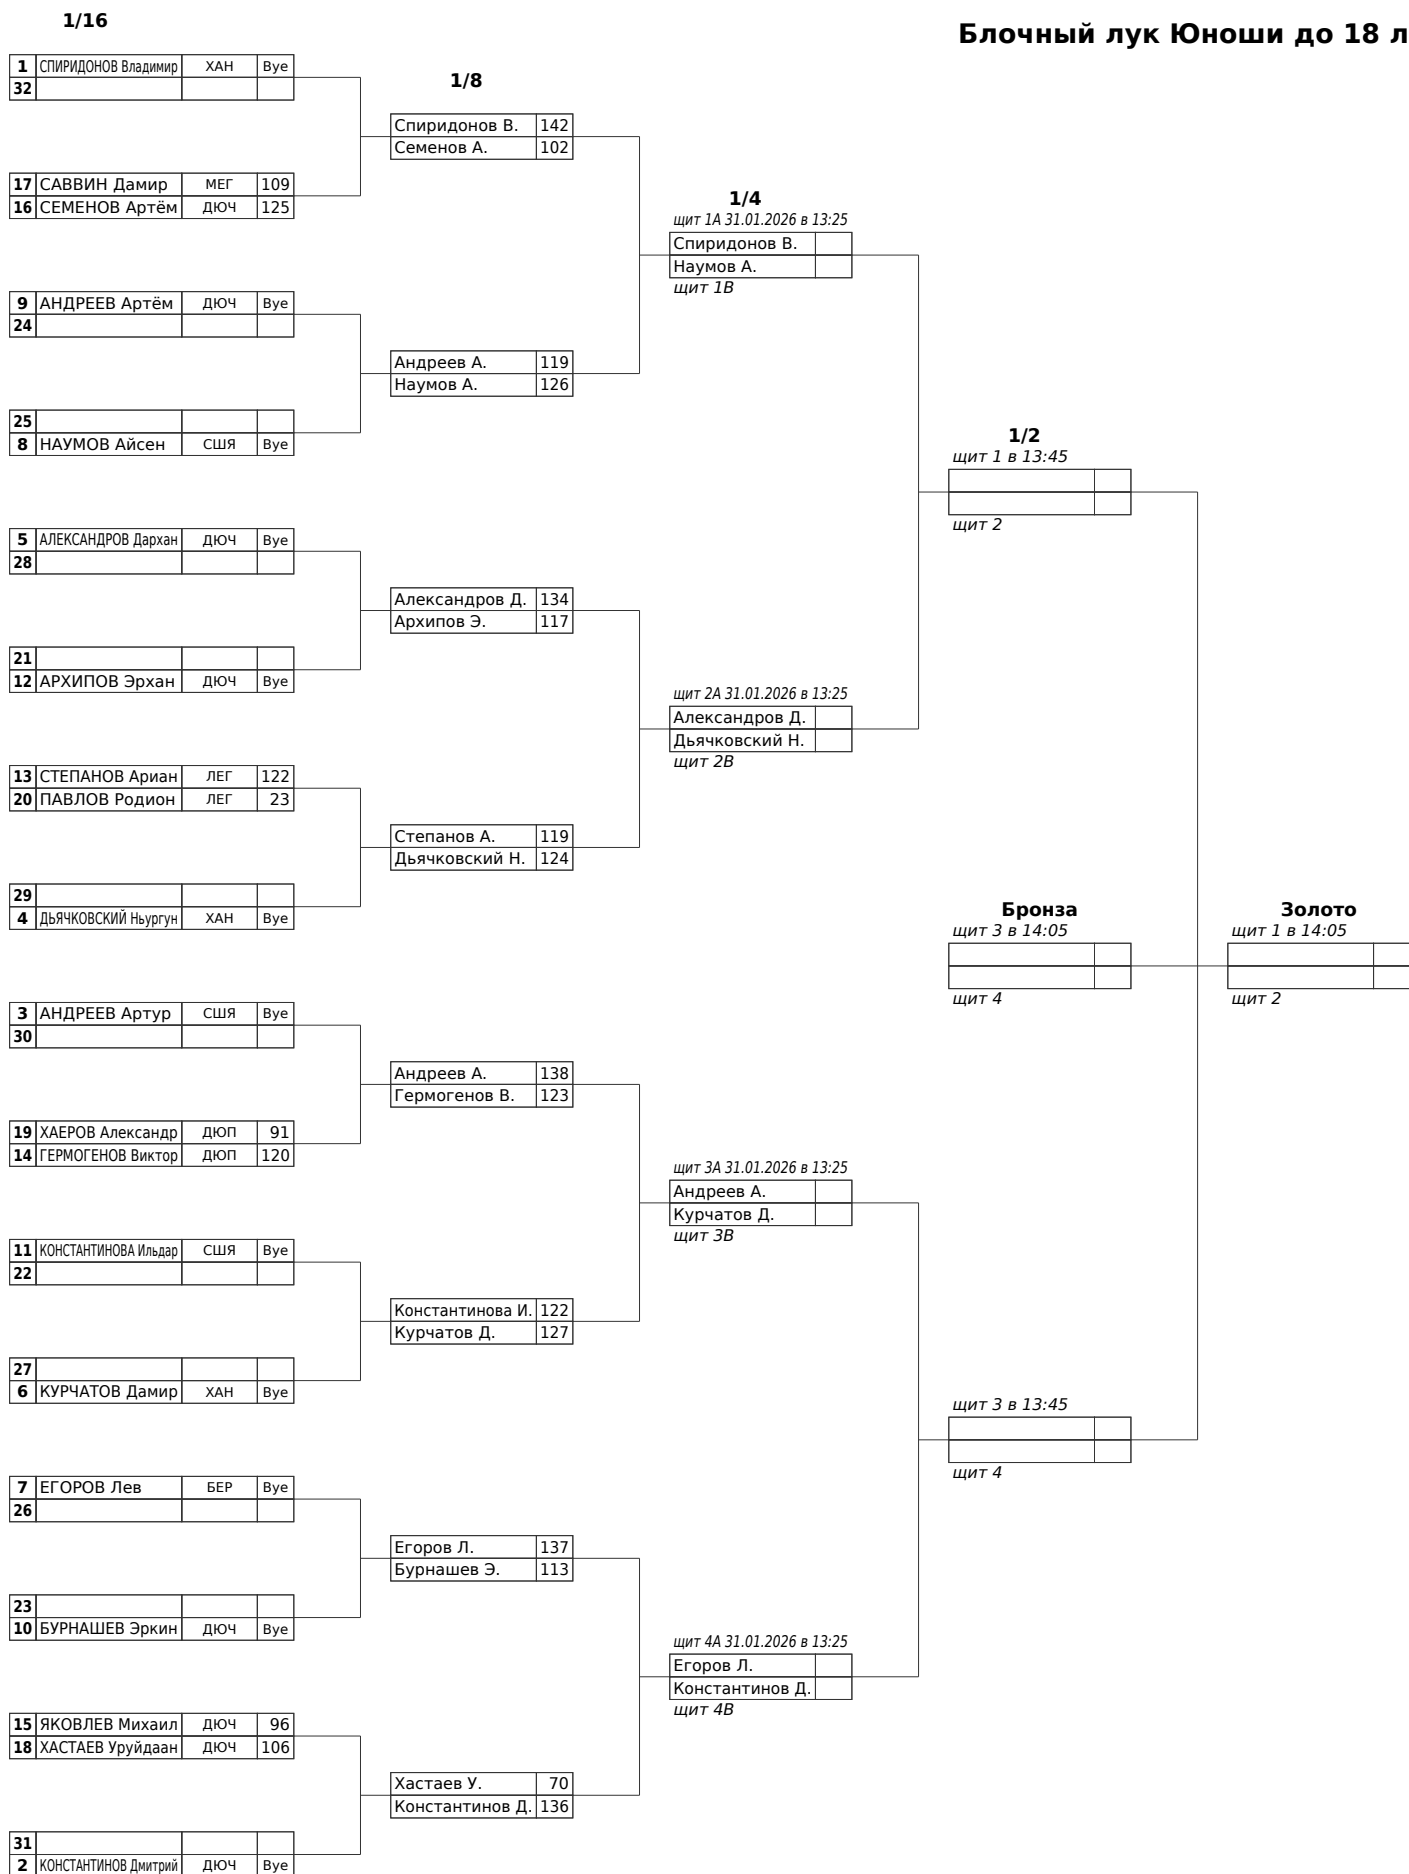 1/16
Блочный лук Юноши до 18 л
1 СПИРИДОНОВ Владимир ХАН Bye
32
17 САВВИН Дамир МЕГ 109
16 СЕМЕНОВ Артём ДЮЧ 125
9 АНДРЕЕВ Артём ДЮЧ Bye
24
25
8 НАУМОВ Айсен СШЯ Bye
5 АЛЕКСАНДРОВ Дархан ДЮЧ Bye
28
21
12 АРХИПОВ Эрхан ДЮЧ Bye
13 СТЕПАНОВ Ариан ЛЕГ 122
20 ПАВЛОВ Родион ЛЕГ 23
29
4 ДЬЯЧКОВСКИЙ Ньургун ХАН Bye
3 АНДРЕЕВ Артур СШЯ Bye
30
19 ХАЕРОВ Александр ДЮП 91
14 ГЕРМОГЕНОВ Виктор ДЮП 120
11 КОНСТАНТИНОВА Ильдар СШЯ Bye
22
27
6 КУРЧАТОВ Дамир ХАН Bye
7 ЕГОРОВ Лев БЕР Bye
26
23
10 БУРНАШЕВ Эркин ДЮЧ Bye
15 ЯКОВЛЕВ Михаил ДЮЧ 96
18 ХАСТАЕВ Уруйдаан ДЮЧ 106
31
2 КОНСТАНТИНОВ Дмитрий ДЮЧ Bye
1/8
Спиридонов В. 142
Семенов А. 102
Андреев А. 119
Наумов А. 126
Александров Д. 134
Архипов Э. 117
Степанов А. 119
Дьячковский Н. 124
Андреев А. 138
Гермогенов В. 123
Константинова И. 122
Курчатов Д. 127
Егоров Л. 137
Бурнашев Э. 113
Хастаев У. 70
Константинов Д. 136
1/4
щит 1A 31.01.2026 в 13:25
Спиридонов В.
Наумов А.
щит 1B
щит 2A 31.01.2026 в 13:25
Александров Д.
Дьячковский Н.
щит 2B
щит 3A 31.01.2026 в 13:25
Андреев А.
Курчатов Д.
щит 3B
щит 4A 31.01.2026 в 13:25
Егоров Л.
Константинов Д.
щит 4B
1/2
щит 1 в 13:45
щит 2
Бронза
щит 3 в 14:05
щит 4
щит 3 в 13:45
щит 4
Золото
щит 1 в 14:05
щит 2